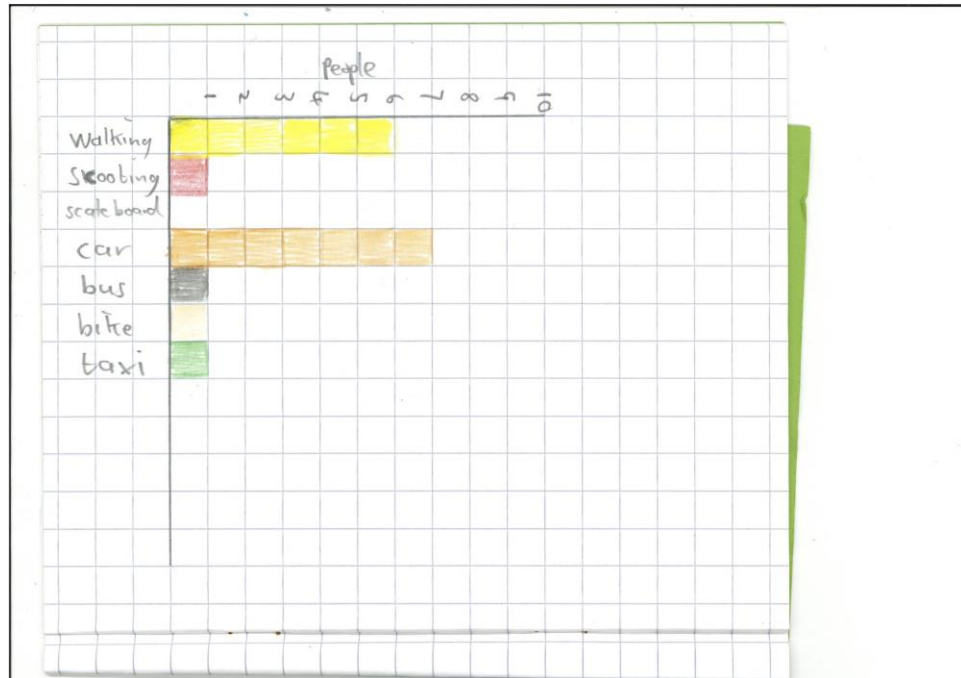 People
1 2 3 4 5 6 7 8 9 10
Walking
Skooting
scateboard
car
bus
bike
taxi